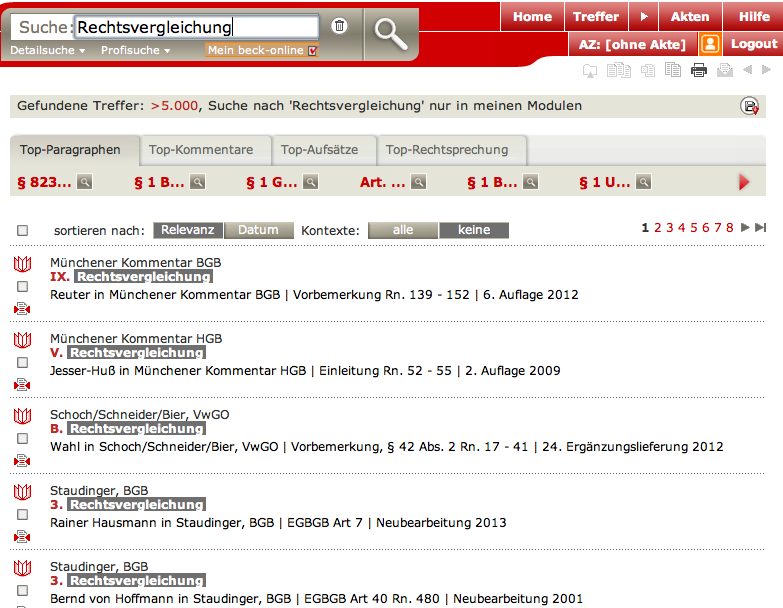 Suche: Rechtsvergleichung
Detailsuche Profisuche Mein beck-online
Home Treffer Akten Hilfe
AZ: [ohne Akte] Logout
Gefundene Treffer: >5.000, Suche nach 'Rechtsvergleichung' nur in meinen Modulen
Top-Paragraphen Top-Kommentare Top-Aufsätze Top-Rechtsprechung
§ 823... § 1 B... § 1 G... Art. ... § 1 B... § 1 U...
sortieren nach: Relevanz Datum Kontexte: alle keine 1 2 3 4 5 6 7 8
Münchener Kommentar BGB
IX. Rechtsvergleichung
Reuter in Münchener Kommentar BGB | Vorbemerkung Rn. 139 - 152 | 6. Auflage 2012
Münchener Kommentar HGB
V. Rechtsvergleichung
Jesser-Huß in Münchener Kommentar HGB | Einleitung Rn. 52 - 55 | 2. Auflage 2009
Schoch/Schneider/Bier, VwGO
B. Rechtsvergleichung
Wahl in Schoch/Schneider/Bier, VwGO | Vorbemerkung, § 42 Abs. 2 Rn. 17 - 41 | 24. Ergänzungslieferung 2012
Staudinger, BGB
3. Rechtsvergleichung
Rainer Hausmann in Staudinger, BGB | EGBGB Art 7 | Neubearbeitung 2013
Staudinger, BGB
3. Rechtsvergleichung
Bernd von Hoffmann in Staudinger, BGB | EGBGB Art 40 Rn. 480 | Neubearbeitung 2001